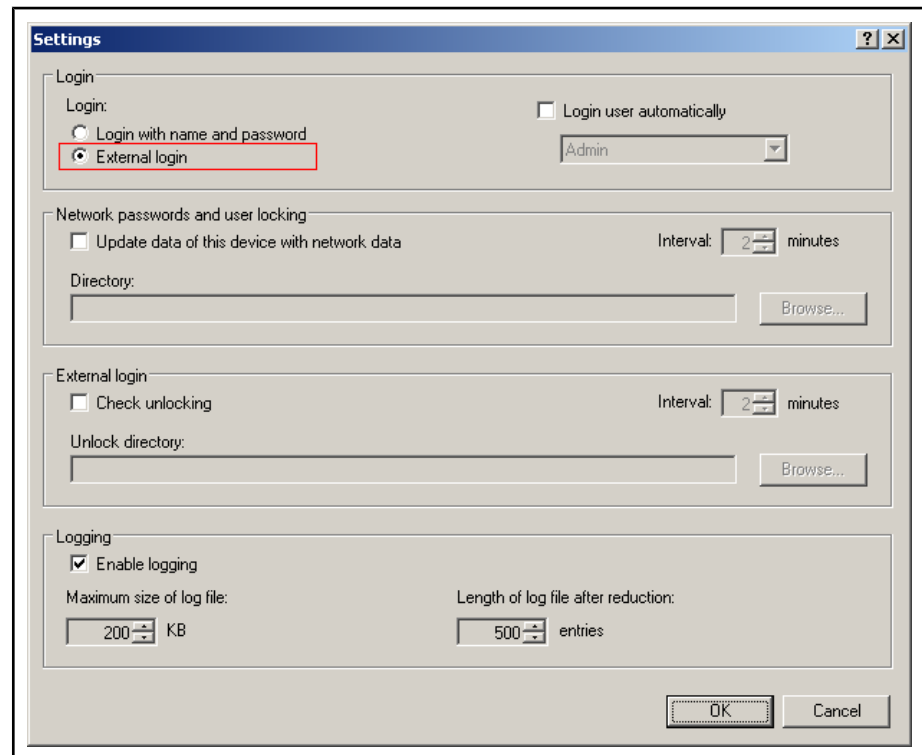 Settings
Login
Login:
Login with name and password
External login
Login user automatically
Admin
Network passwords and user locking
Update data of this device with network data
Interval: 2 minutes
Directory:
Browse...
External login
Check unlocking
Interval: 2 minutes
Unlock directory:
Browse...
Logging
Enable logging
Maximum size of log file:
200 KB
Length of log file after reduction:
500 entries
OK
Cancel